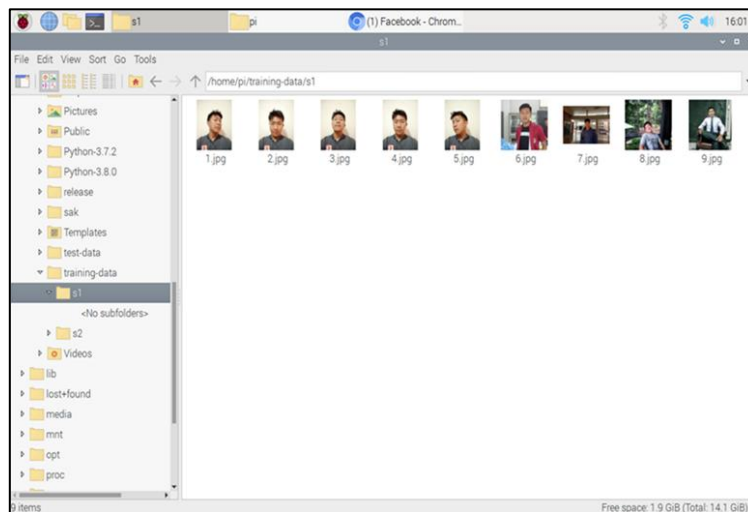 s1
pi
(1) Facebook - Chrom...
16:01
s1
File Edit View Sort Go Tools
/home/pi/training-data/s1
Pictures
Public
Python-3.7.2
Python-3.8.0
release
sak
Templates
test-data
training-data
s1
<No subfolders>
s2
Videos
lib
lost+found
media
mnt
opt
proc
1.jpg 2.jpg 3.jpg 4.jpg 5.jpg 6.jpg 7.jpg 8.jpg 9.jpg
9 items
Free space: 1.9 GiB (Total: 14.1 GiB)